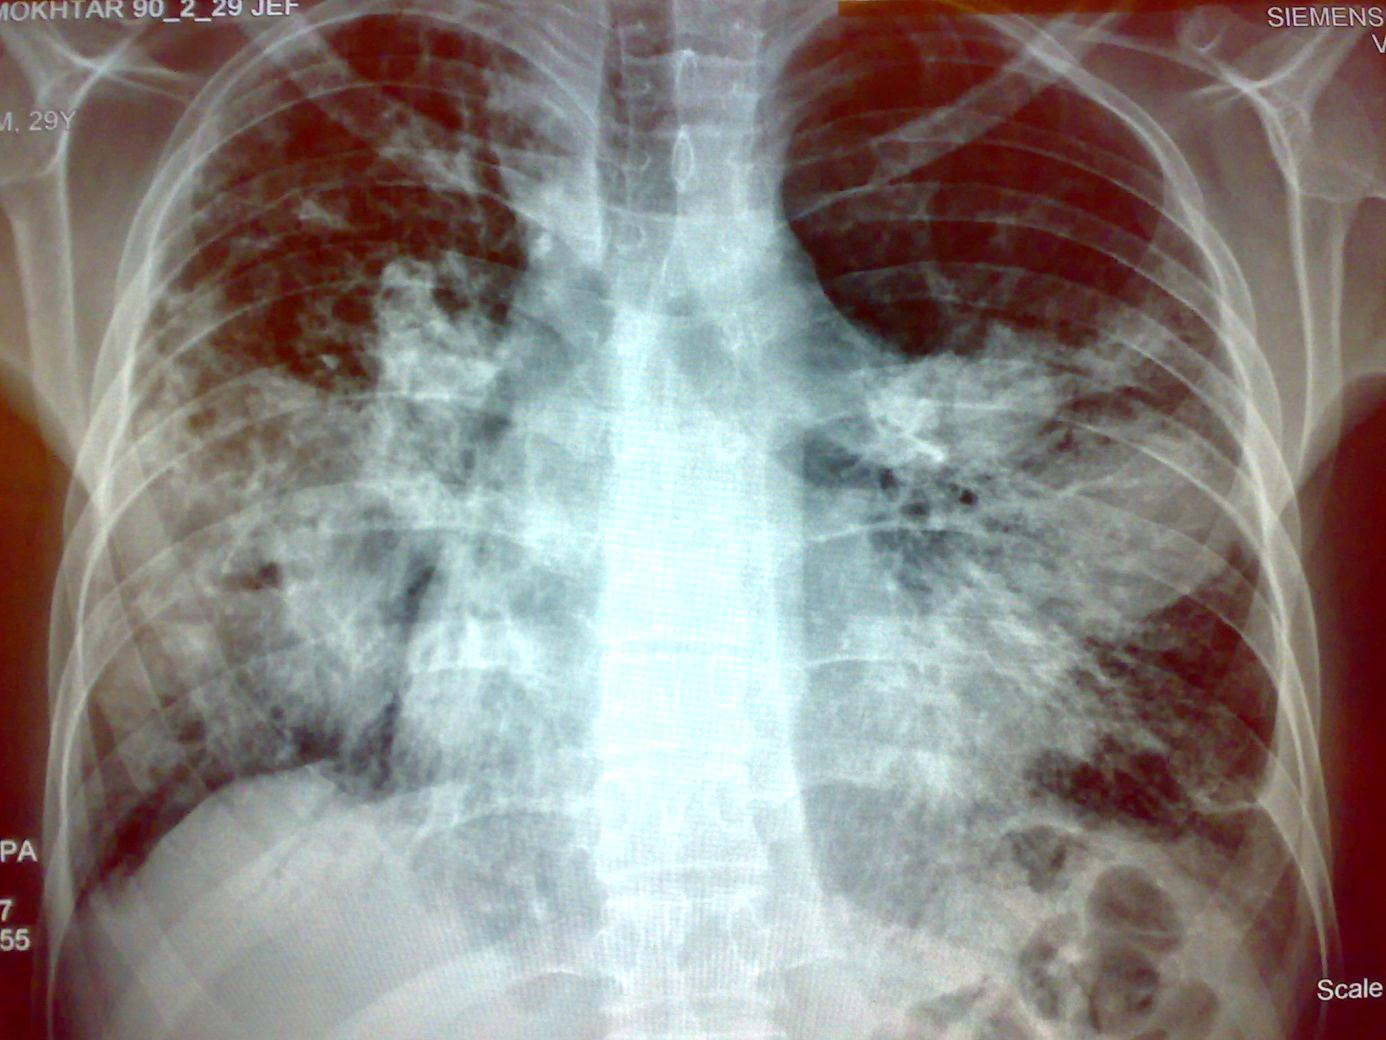 MOKHTAR 90_2_29 JEF
SIEMENS
V
M, 29Y
PA
7
55
Scale